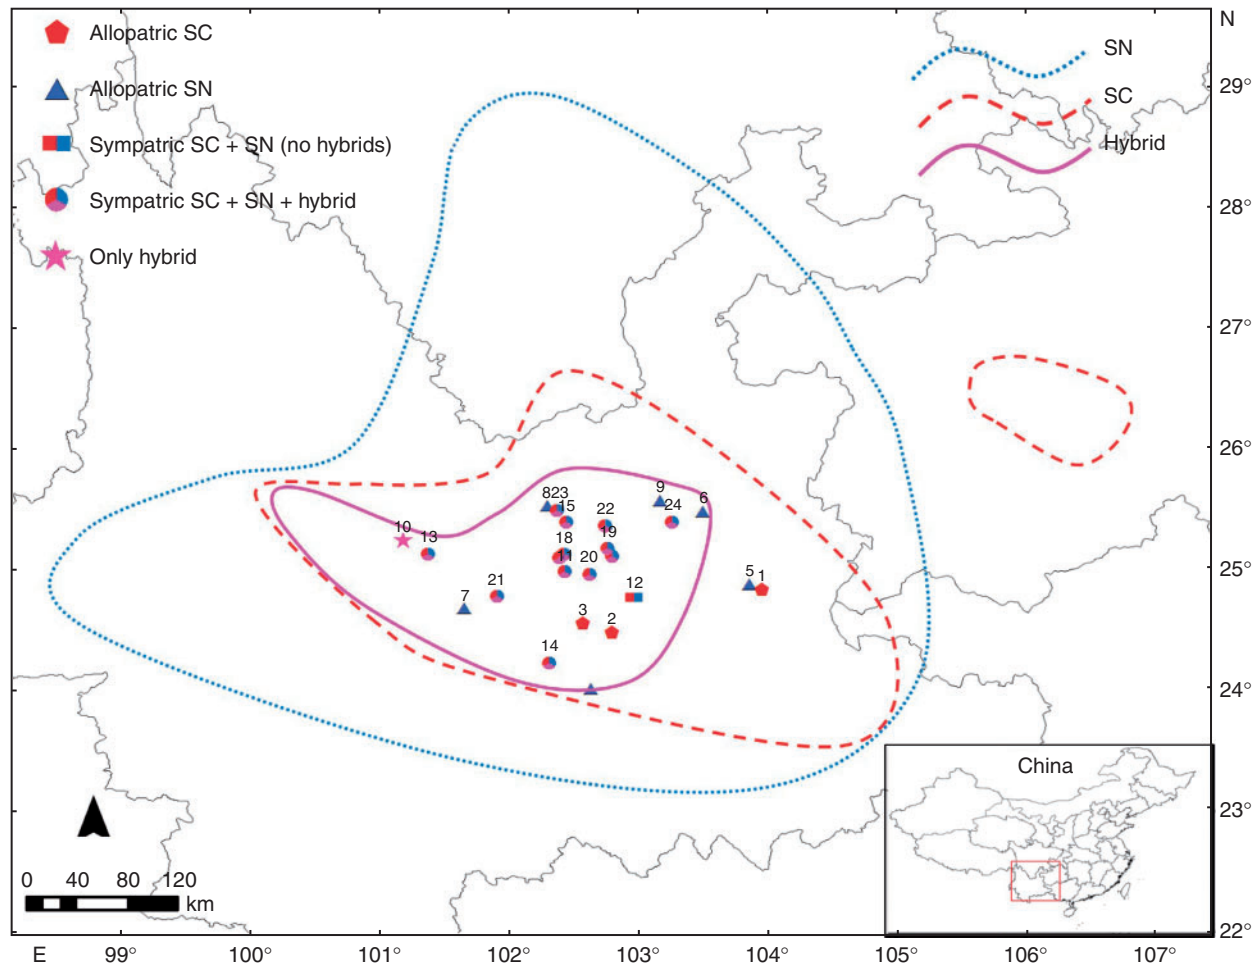 N
Allopatric SC
Allopatric SN
Sympatric SC + SN (no hybrids)
Sympatric SC + SN + hybrid
Only hybrid
SN
SC
Hybrid
29°
28°
27°
26°
25°
24°
23°
22°
9
6
823
15
22
24
10
13
18
19
11
20
5
1
21
7
12
3
2
14
China
0 40 80 120
km
E 99° 100° 101° 102° 103° 104° 105° 106° 107°